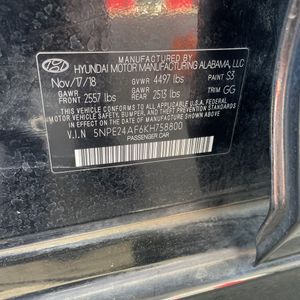 MANUFACTURED BY
HYUNDAI MOTOR MANUFACTURING ALABAMA, LLC
Nov/17/18 GVWR 4497 lbs PAINT S3
GAWR FRONT 2557 lbs GAWR REAR 2513 lbs TRIM GG
THIS VEHICLE CONFORMS TO ALL APPLICABLE U.S. FEDERAL
MOTOR VEHICLE SAFETY, BUMPER, AND THEFT PREVENTION STANDARDS
IN EFFECT ON THE DATE OF MANUFACTURE SHOWN ABOVE.
V.I.N 5NPE24AF6KH758800
PASSENGER CAR